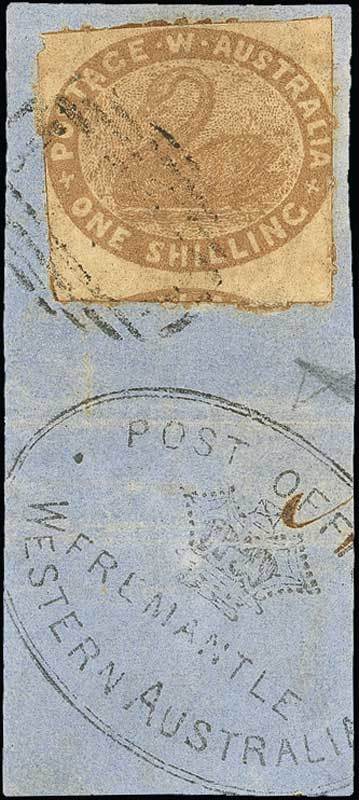 POSTAGE · W · AUSTRALIA
ONE SHILLING
POST OFF
FREMANTLE
WESTERN AUSTRALIA